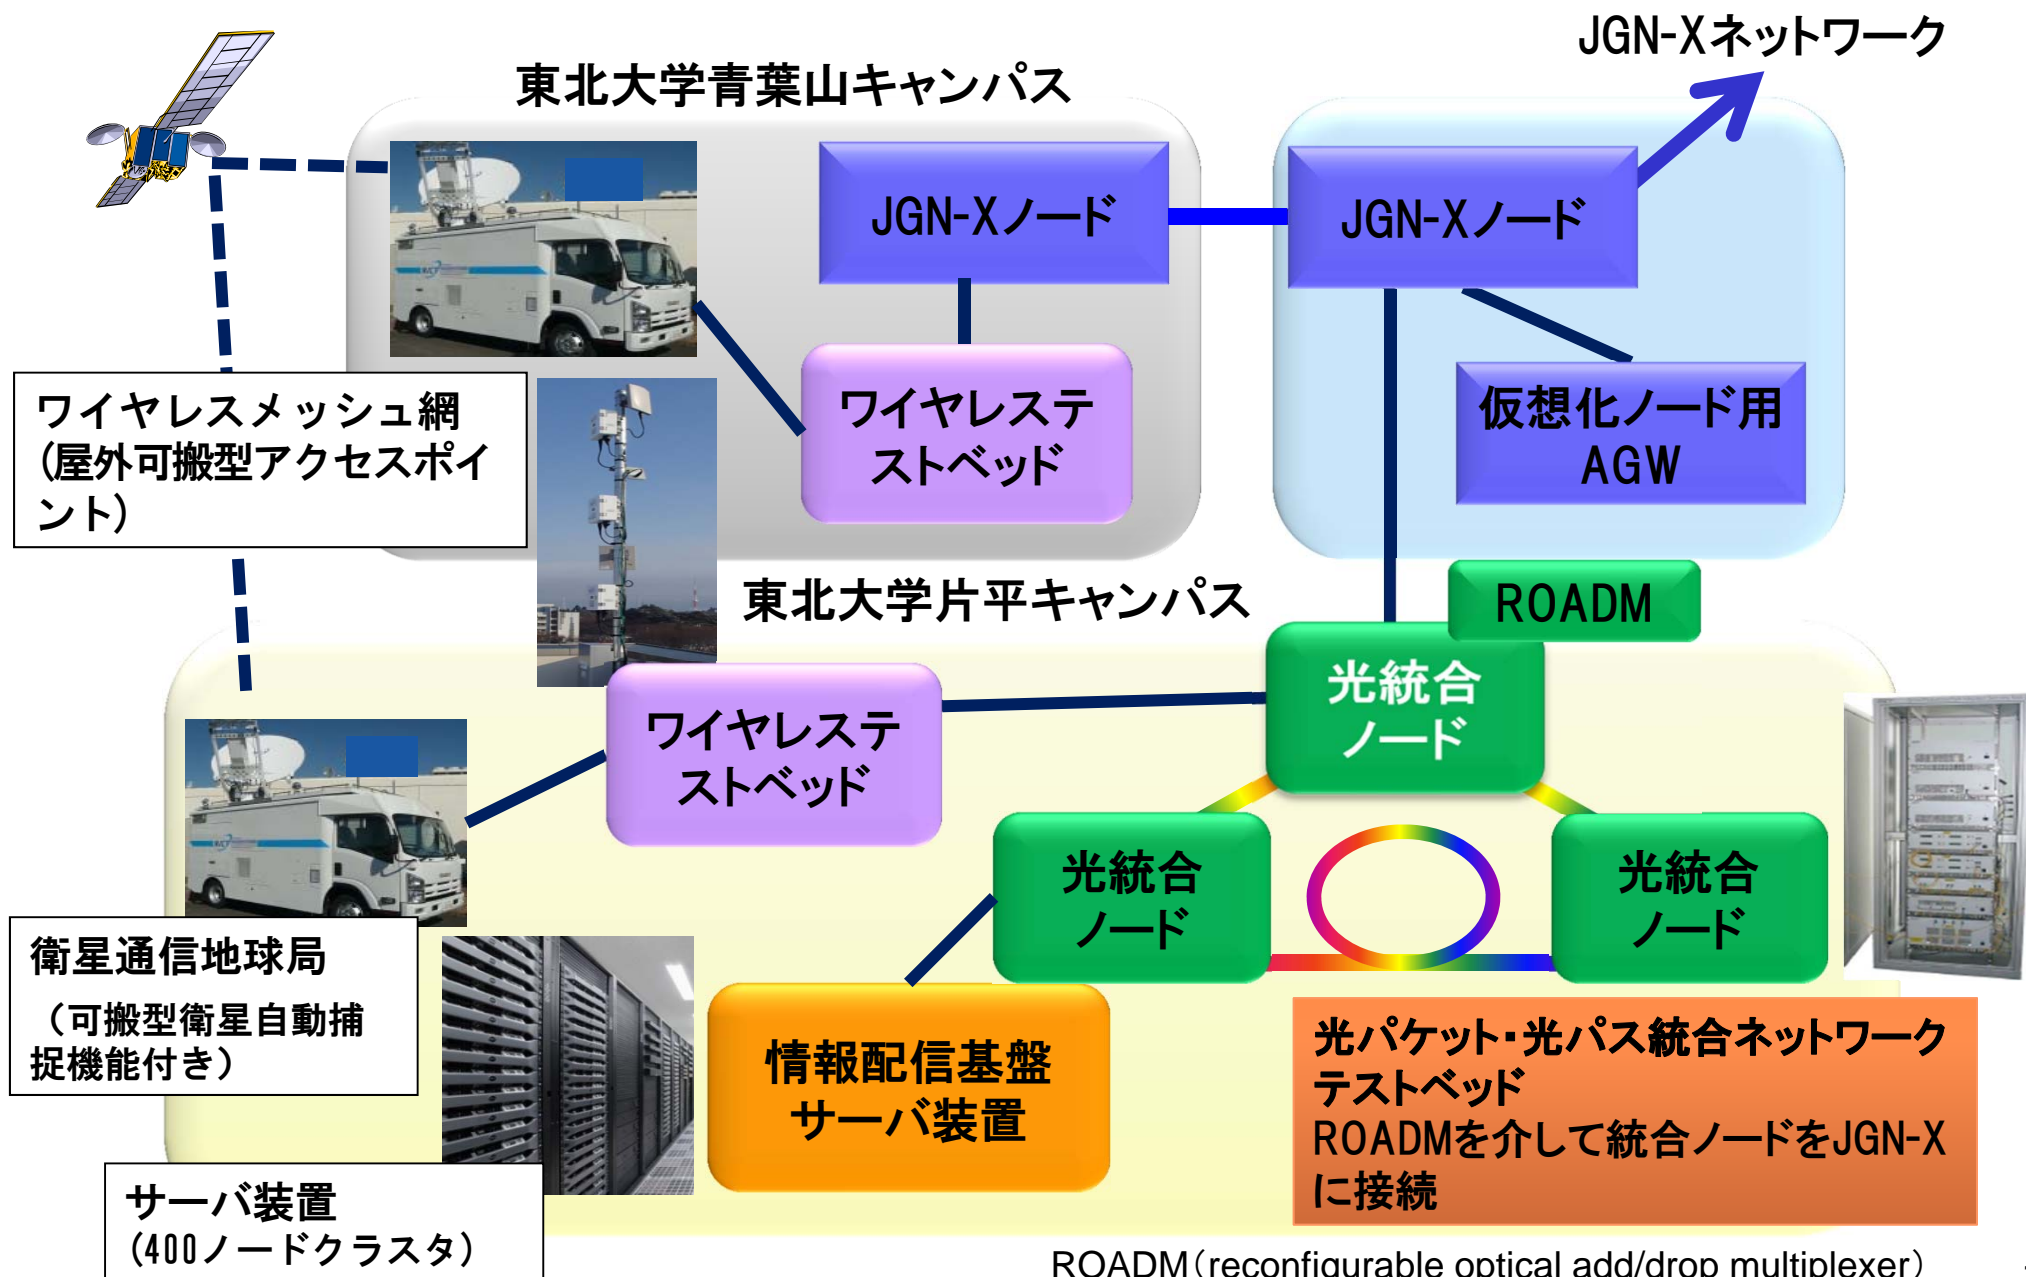 JGN-Xネットワーク
東北大学青葉山キャンパス
JGN-Xノード
JGN-Xノード
ワイヤレスメッシュ網
(屋外可搬型アクセスポイ
ント)
ワイヤレステ
ストベッド
仮想化ノード用
AGW
東北大学片平キャンパス
ROADM
光統合
ノード
ワイヤレステ
ストベッド
光統合
ノード
光統合
ノード
衛星通信地球局
(可搬型衛星自動捕
捉機能付き)
情報配信基盤
サーバ装置
光パケット・光パス統合ネットワーク
テストベッド
ROADMを介して統合ノードをJGN-X
に接続
サーバ装置
(400ノードクラスタ)
ROADM(reconfigurable optical add/drop multiplexer)